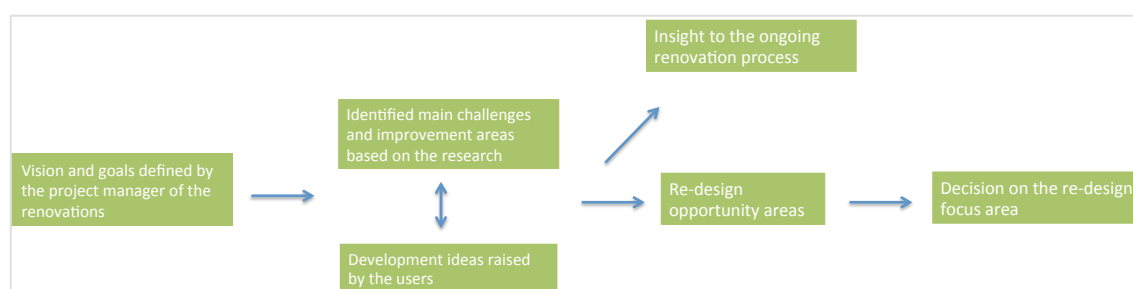 Vision and goals defined by
the project manager of the
renovations
Identified main challenges
and improvement areas
based on the research
Development ideas raised
by the users
Insight to the ongoing
renovation process
Re-design
opportunity areas
Decision on the re-design
focus area